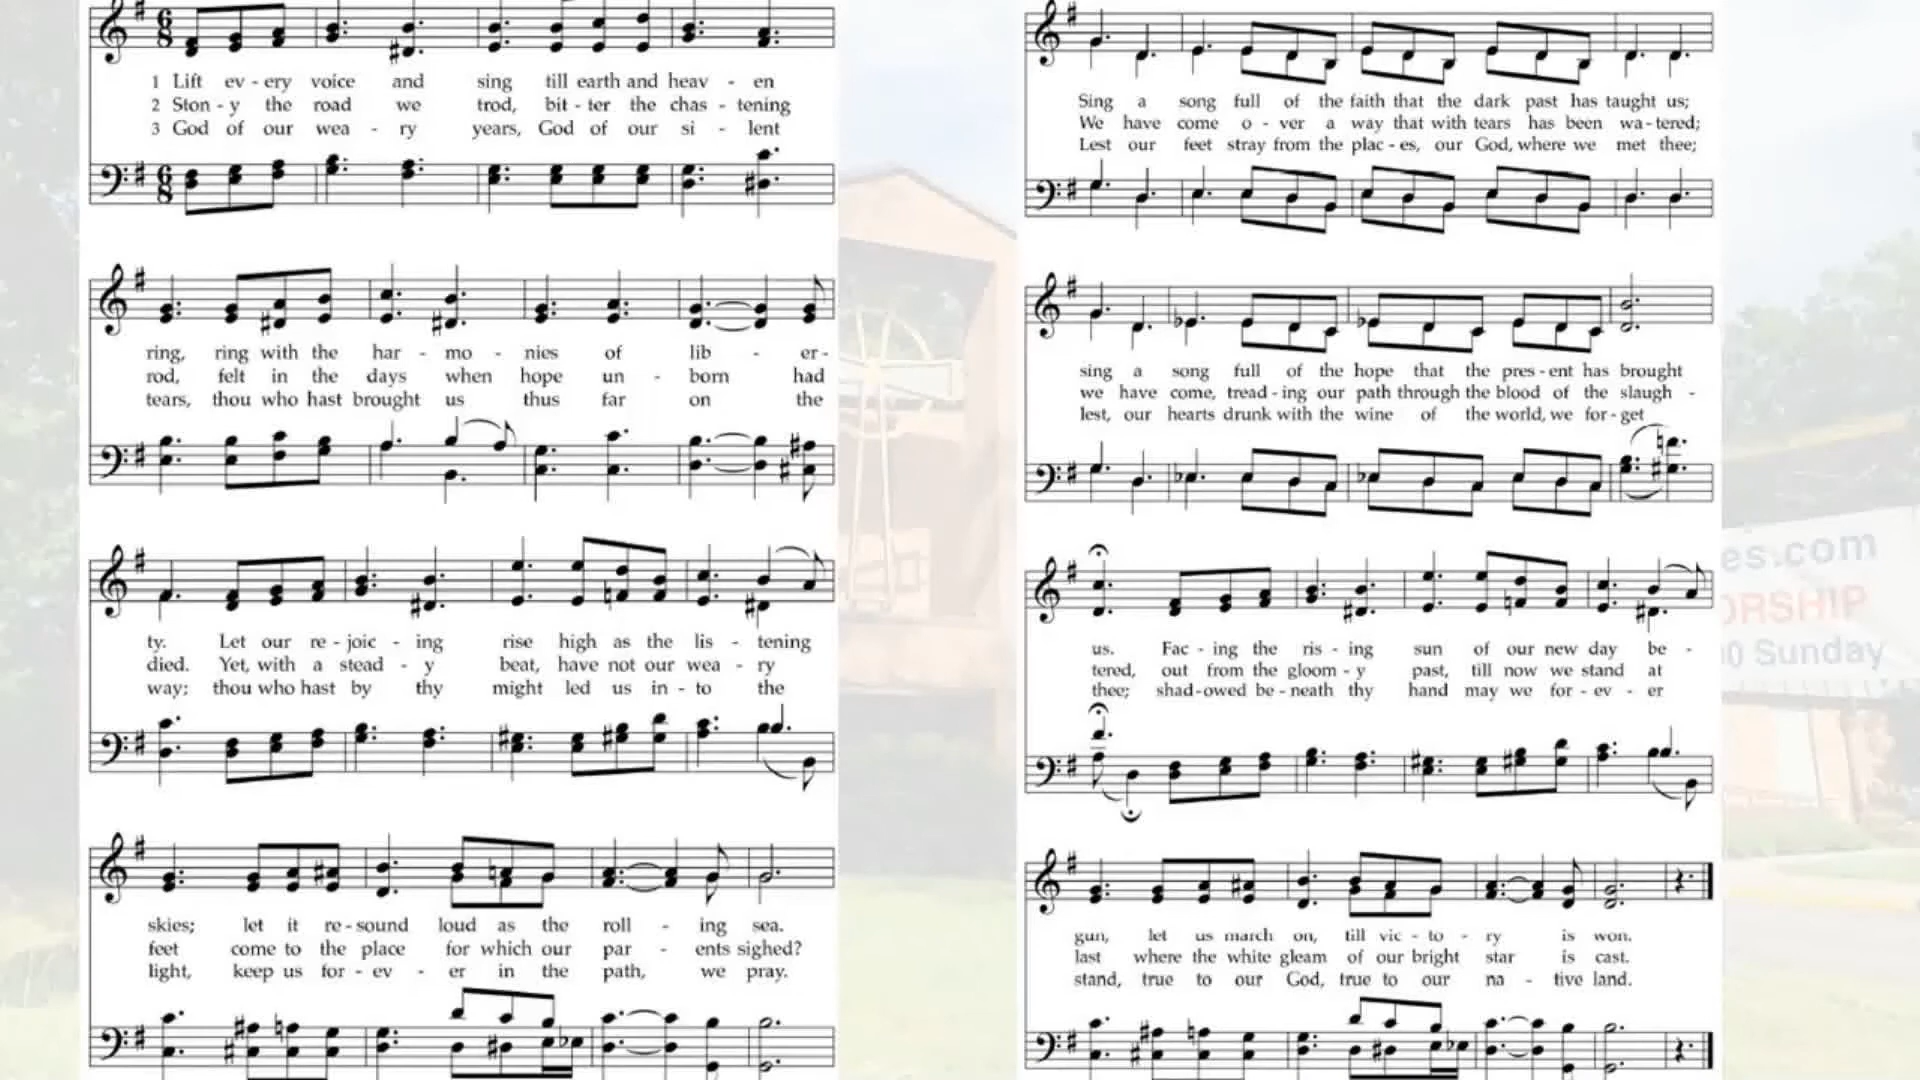 1 Lift ev - ery voice and sing till earth and heav - en
2 Ston - y the road we trod, bit - ter the chas - tening
3 God of our wea - ry years, God of our si - lent
ring, ring with the har - mo - nies of lib - er -
rod, felt in the days when hope un - born had
tears, thou who hast brought us thus far on the
ty. Let our re - joic - ing rise high as the lis - tening
died. Yet, with a stead - y beat, have not our wea - ry
way; thou who hast by thy might led us in - to the
skies; let it re - sound loud as the roll - ing sea.
feet come to the place for which our par - ents sighed?
light, keep us for - ev - er in the path, we pray.
Sing a song full of the faith that the dark past has taught us;
We have come o - ver a way that with tears has been wa - tered;
Lest our feet stray from the plac - es, our God, where we met thee;
sing a song full of the hope that the pres - ent has brought
we have come, tread - ing our path through the blood of the slaugh -
lest, our hearts drunk with the wine of the world, we for - get
us. Fac - ing the ris - ing sun of our new day be -
tered, out from the gloom - y past, till now we stand at
thee; shad - owed be - neath thy hand may we for - ev - er
gun, let us march on, till vic - to - ry is won.
last where the white gleam of our bright star is cast.
stand, true to our God, true to our na - tive land.
es.com
ORSHIP
0 Sunday